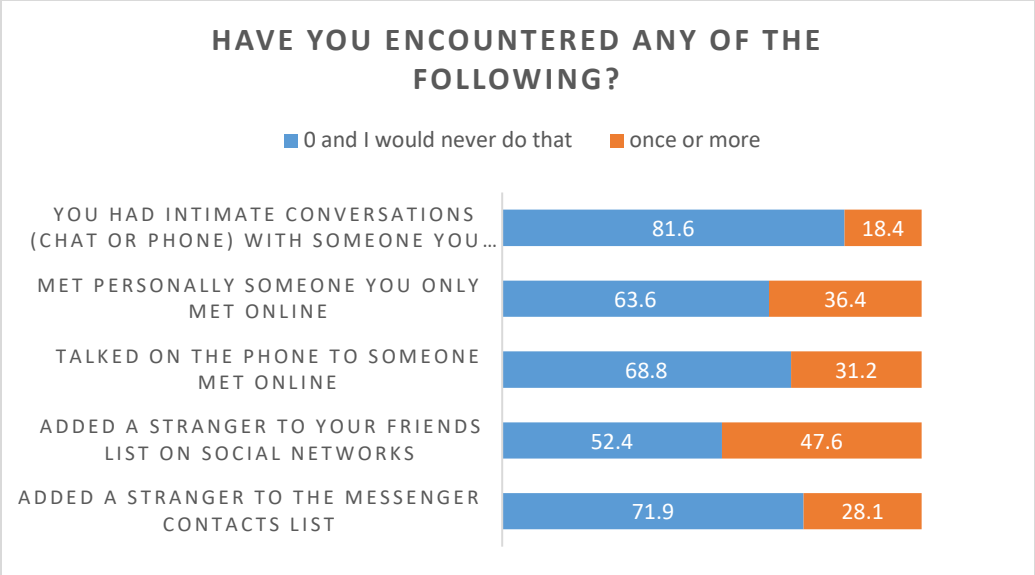 HAVE YOU ENCOUNTERED ANY OF THE
FOLLOWING?
0 and I would never do that once or more
YOU HAD INTIMATE CONVERSATIONS
(CHAT OR PHONE) WITH SOMEONE YOU…
81.6 18.4
MET PERSONALLY SOMEONE YOU ONLY
MET ONLINE
63.6 36.4
TALKED ON THE PHONE TO SOMEONE
MET ONLINE
68.8 31.2
ADDED A STRANGER TO YOUR FRIENDS
LIST ON SOCIAL NETWORKS
52.4 47.6
ADDED A STRANGER TO THE MESSENGER
CONTACTS LIST
71.9 28.1